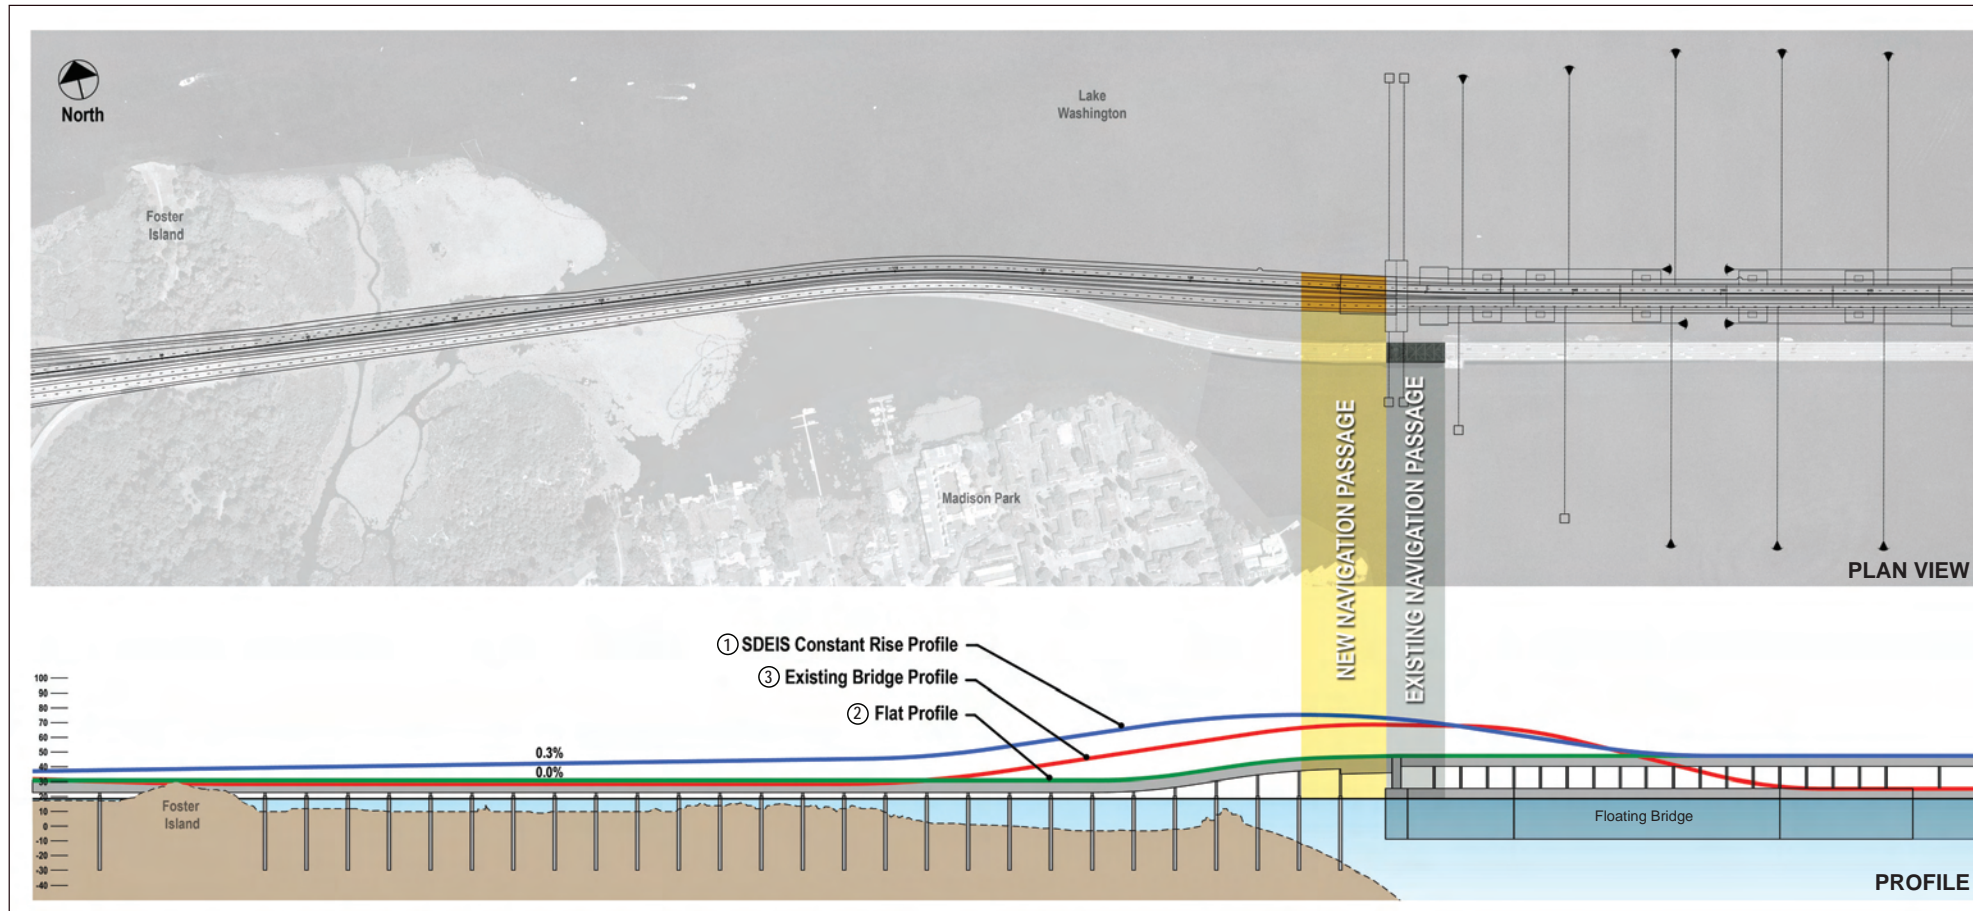 North
Lake
Washington
Foster
Island
Madison Park
NEW NAVIGATION PASSAGE
EXISTING NAVIGATION PASSAGE
PLAN VIEW
① SDEIS Constant Rise Profile
③ Existing Bridge Profile
② Flat Profile
100
90
80
70
60
50
40
30
20
10
0
-10
-20
-30
-40
0.3%
0.0%
Foster
Island
Floating Bridge
PROFILE